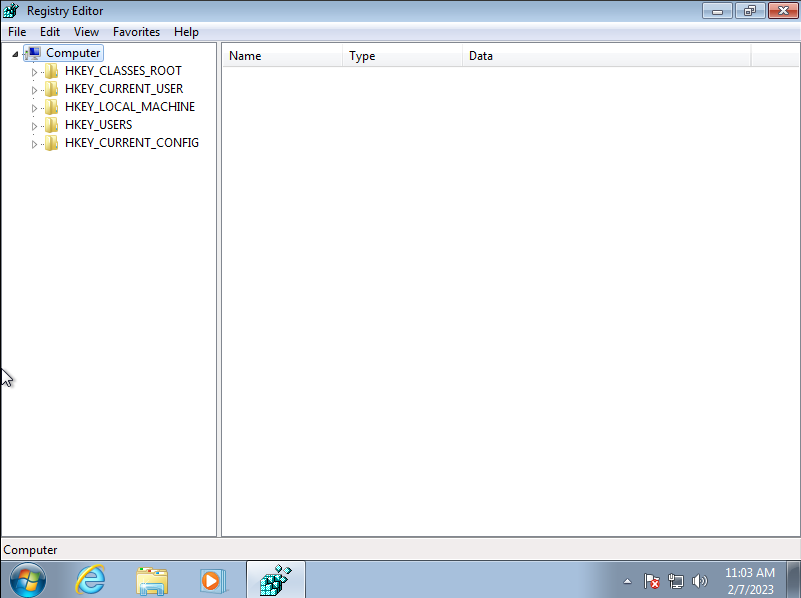 Registry Editor
File Edit View Favorites Help
Computer
HKEY_CLASSES_ROOT
HKEY_CURRENT_USER
HKEY_LOCAL_MACHINE
HKEY_USERS
HKEY_CURRENT_CONFIG
Name Type Data
Computer
11:03 AM
2/7/2023